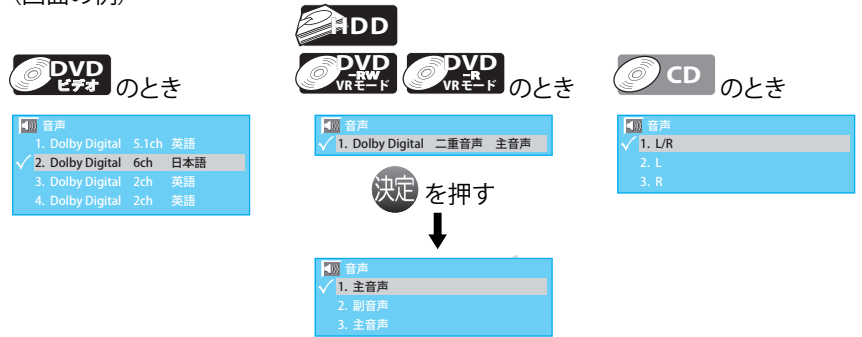 (画面の例)
DVD
ビデオ
のとき
音声
1. Dolby Digital 5.1ch 英語
2. Dolby Digital 6ch 日本語
3. Dolby Digital 2ch 英語
4. Dolby Digital 2ch 英語
HDD
DVD
-RW
VRモード
DVD
-R
VRモード
のとき
音声
1. Dolby Digital 二重音声 主音声
決定 を押す
音声
1. 主音声
2. 副音声
3. 主音声
CD のとき
音声
1. L/R
2. L
3. R